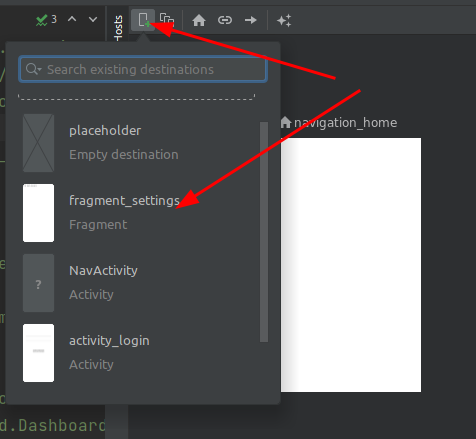 3
Hosts
Search existing destinations
placeholder
Empty destination
fragment_settings
Fragment
NavActivity
?
Activity
activity_login
Activity
navigation_home
d.Dashboard